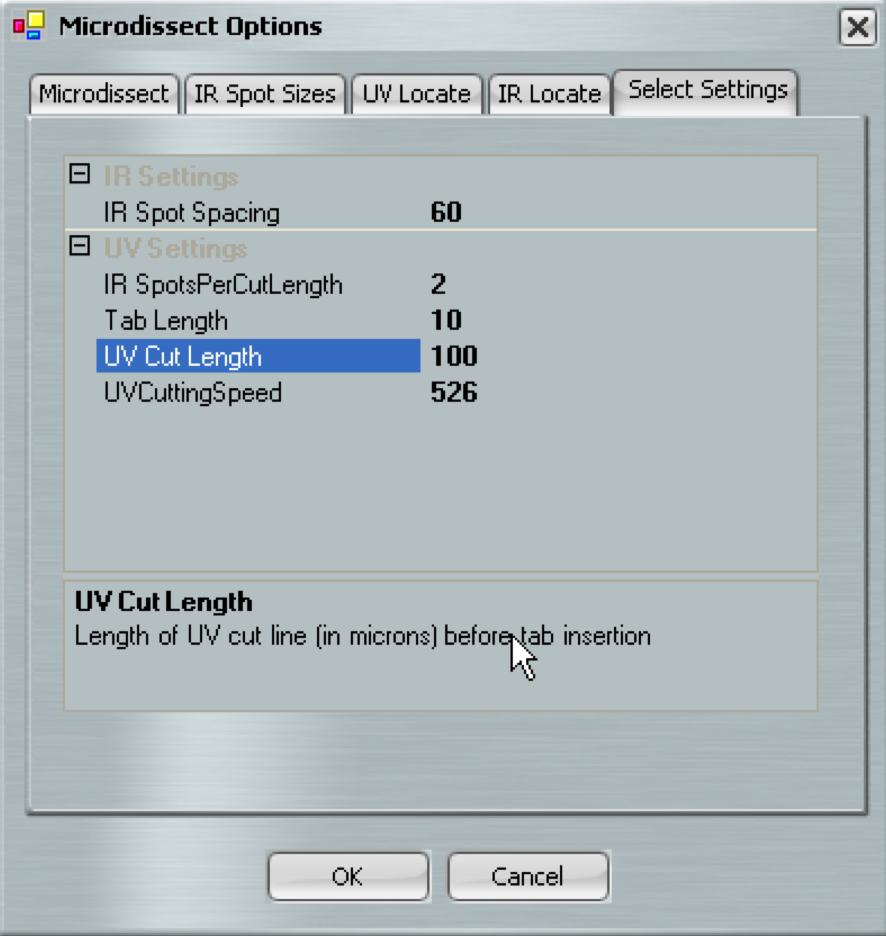 Microdissect Options
Microdissect IR Spot Sizes UV Locate IR Locate Select Settings
IR Settings
IR Spot Spacing 60
UV Settings
IR SpotsPerCutLength 2
Tab Length 10
UV Cut Length 100
UVCuttingSpeed 526
UV Cut Length
Length of UV cut line (in microns) before tab insertion
OK Cancel